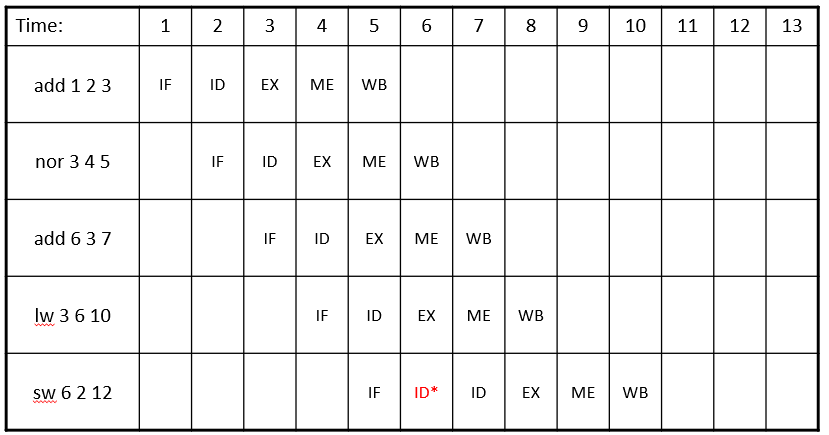 Time: 1 2 3 4 5 6 7 8 9 10 11 12 13
add 1 2 3 IF ID EX ME WB
nor 3 4 5 IF ID EX ME WB
add 6 3 7 IF ID EX ME WB
lw 3 6 10 IF ID EX ME WB
sw 6 2 12 IF ID* ID EX ME WB